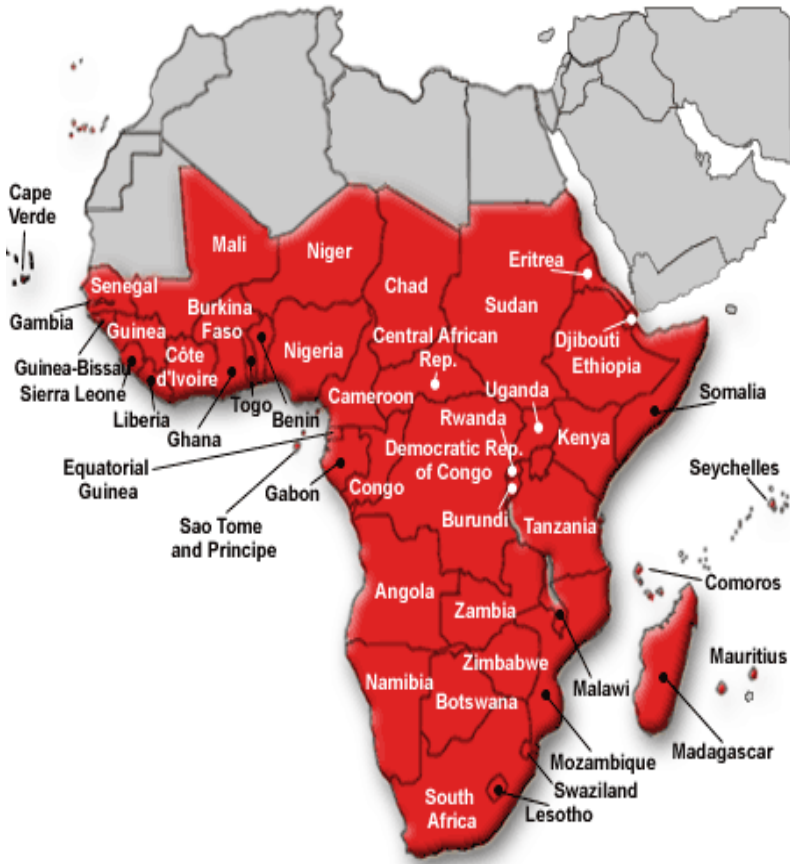 Cape
Verde
Mali
Niger
Chad
Eritrea
Senegal
Sudan
Gambia
Burkina
Faso
Guinea
Nigeria
Central African
Rep.
Djibouti
Ethiopia
Côte
d'Ivoire
Guinea-Bissau
Sierra Leone
Cameroon
Uganda
Somalia
Liberia
Togo
Benin
Ghana
Rwanda
Kenya
Democratic Rep.
of Congo
Equatorial
Guinea
Gabon
Congo
Seychelles
Burundi
Tanzania
Sao Tome
and Principe
Comoros
Angola
Zambia
Mauritius
Zimbabwe
Namibia
Malawi
Botswana
Madagascar
Mozambique
Swaziland
South
Africa
Lesotho